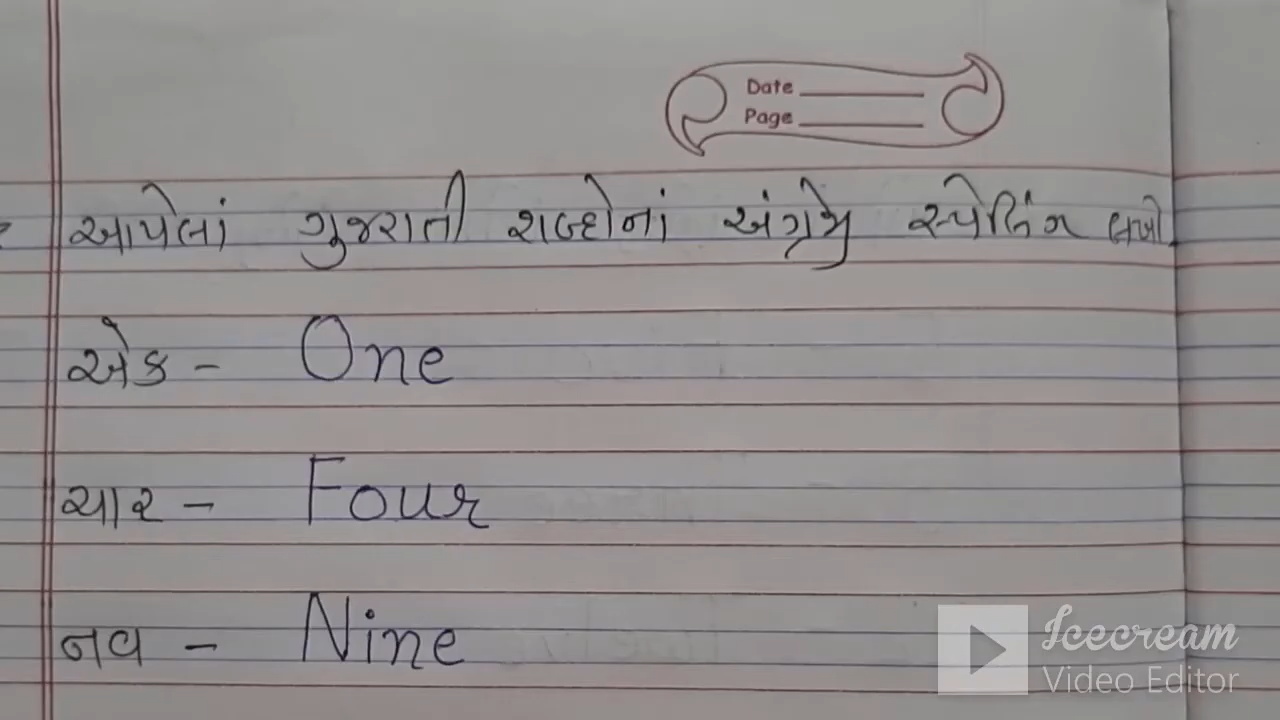 Date
Page
આપેલાં ગુજરાતી શબ્દોનાં અંગ્રેજી સ્પેલિંગ લખો.
એક - One
ચાર - Four
નવ - Nine
Icecream
Video Editor